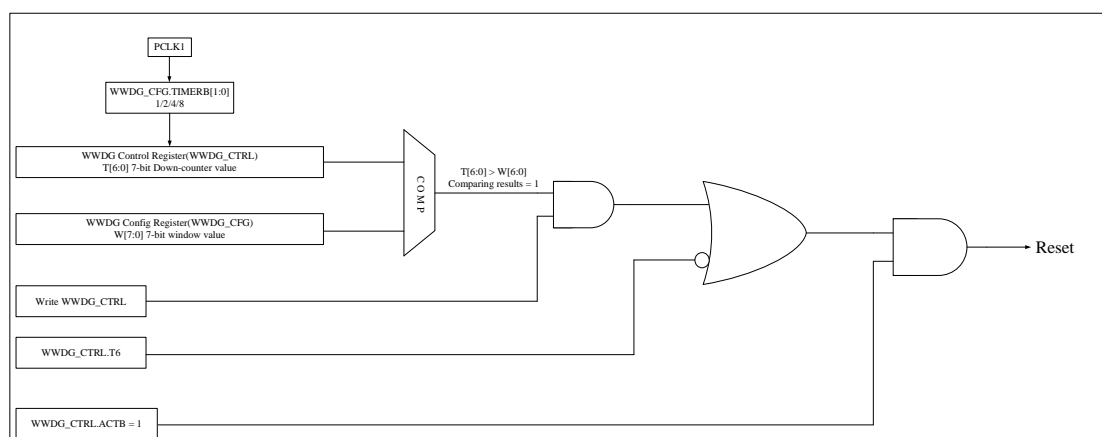 PCLK1
WWDG_CFG.TIMERB[1:0]
1/2/4/8
WWDG Control Register(WWDG_CTRL)
T[6:0] 7-bit Down-counter value
COMP
T[6:0] > W[6:0]
Comparing results = 1
WWDG Config Register(WWDG_CFG)
W[7:0] 7-bit window value
Reset
Write WWDG_CTRL
WWDG_CTRL.T6
WWDG_CTRL.ACTB = 1